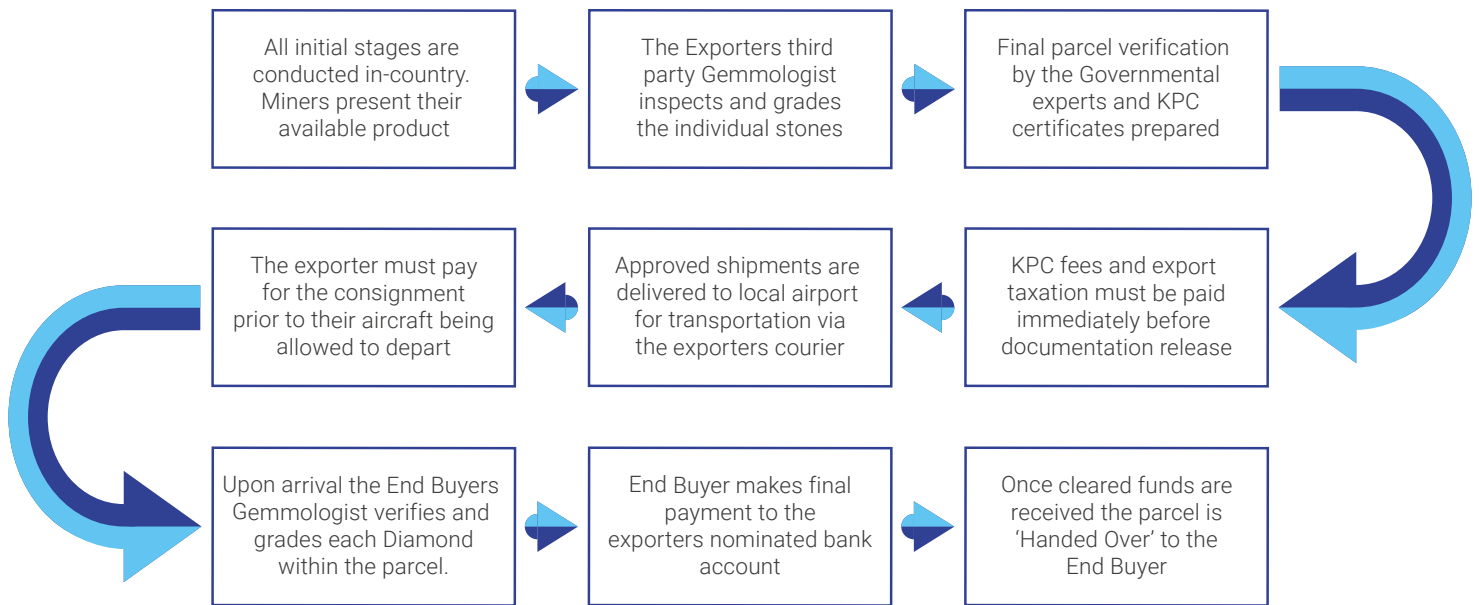 All initial stages are
conducted in-country.
Miners present their
available product
The Exporters third
party Gemmologist
inspects and grades
the individual stones
Final parcel verification
by the Governmental
experts and KPC
certificates prepared
KPC fees and export
taxation must be paid
immediately before
documentation release
Approved shipments are
delivered to local airport
for transportation via
the exporters courier
The exporter must pay
for the consignment
prior to their aircraft being
allowed to depart
Upon arrival the End Buyers
Gemmologist verifies and
grades each Diamond
within the parcel.
End Buyer makes final
payment to the
exporters nominated bank
account
Once cleared funds are
received the parcel is
‘Handed Over’ to the
End Buyer